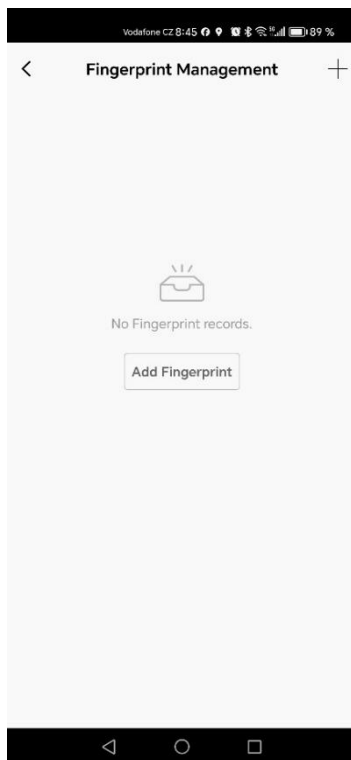 Vodafone CZ 8:45 89 %
Fingerprint Management
No Fingerprint records.
Add Fingerprint